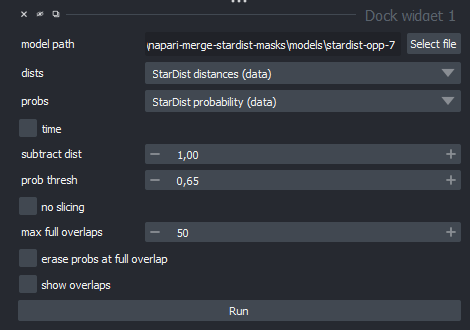 Dock widget 1
model path \napari-merge-stardist-masks\models\stardist-opp-7 Select file
dists StarDist distances (data)
probs StarDist probability (data)
time
subtract dist 1,00
prob thresh 0,65
no slicing
max full overlaps 50
erase probs at full overlap
show overlaps
Run